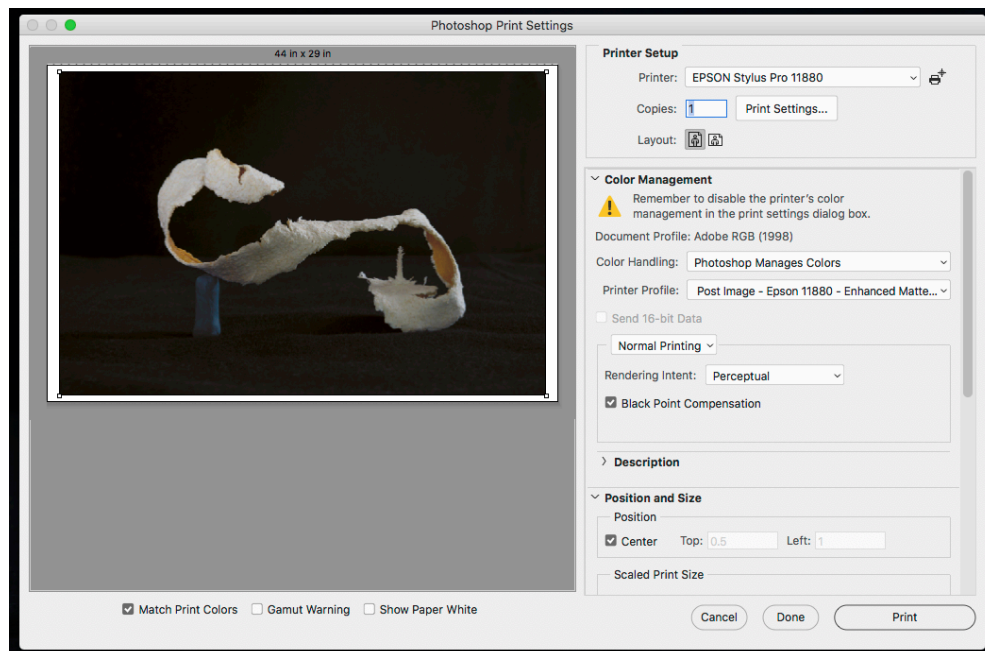 Photoshop Print Settings
44 in x 29 in
Printer Setup
Printer: EPSON Stylus Pro 11880
Copies: 1 Print Settings...
Layout:
Color Management
Remember to disable the printer's color
management in the print settings dialog box.
Document Profile: Adobe RGB (1998)
Color Handling: Photoshop Manages Colors
Printer Profile: Post Image - Epson 11880 - Enhanced Matte...
Send 16-bit Data
Normal Printing
Rendering Intent: Perceptual
Black Point Compensation
Description
Position and Size
Position
Center Top: 0.5 Left: 1
Scaled Print Size
Match Print Colors Gamut Warning Show Paper White
Cancel Done Print